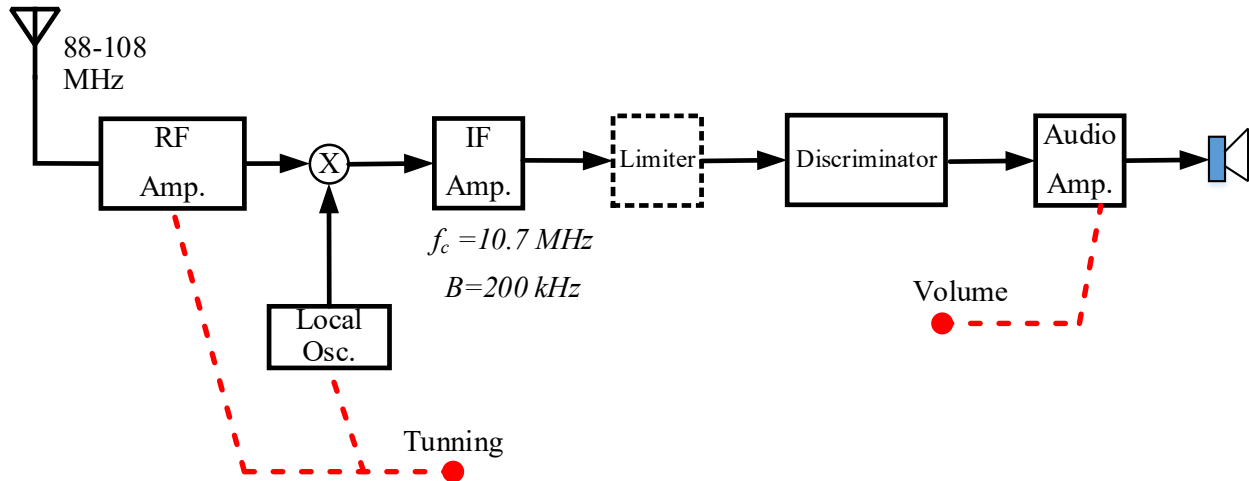 88-108
MHz
RF
Amp.
X
IF
Amp.
Limiter
Discriminator
Audio
Amp.
f_c =10.7 MHz
B=200 kHz
Local
Osc.
Volume
Tunning